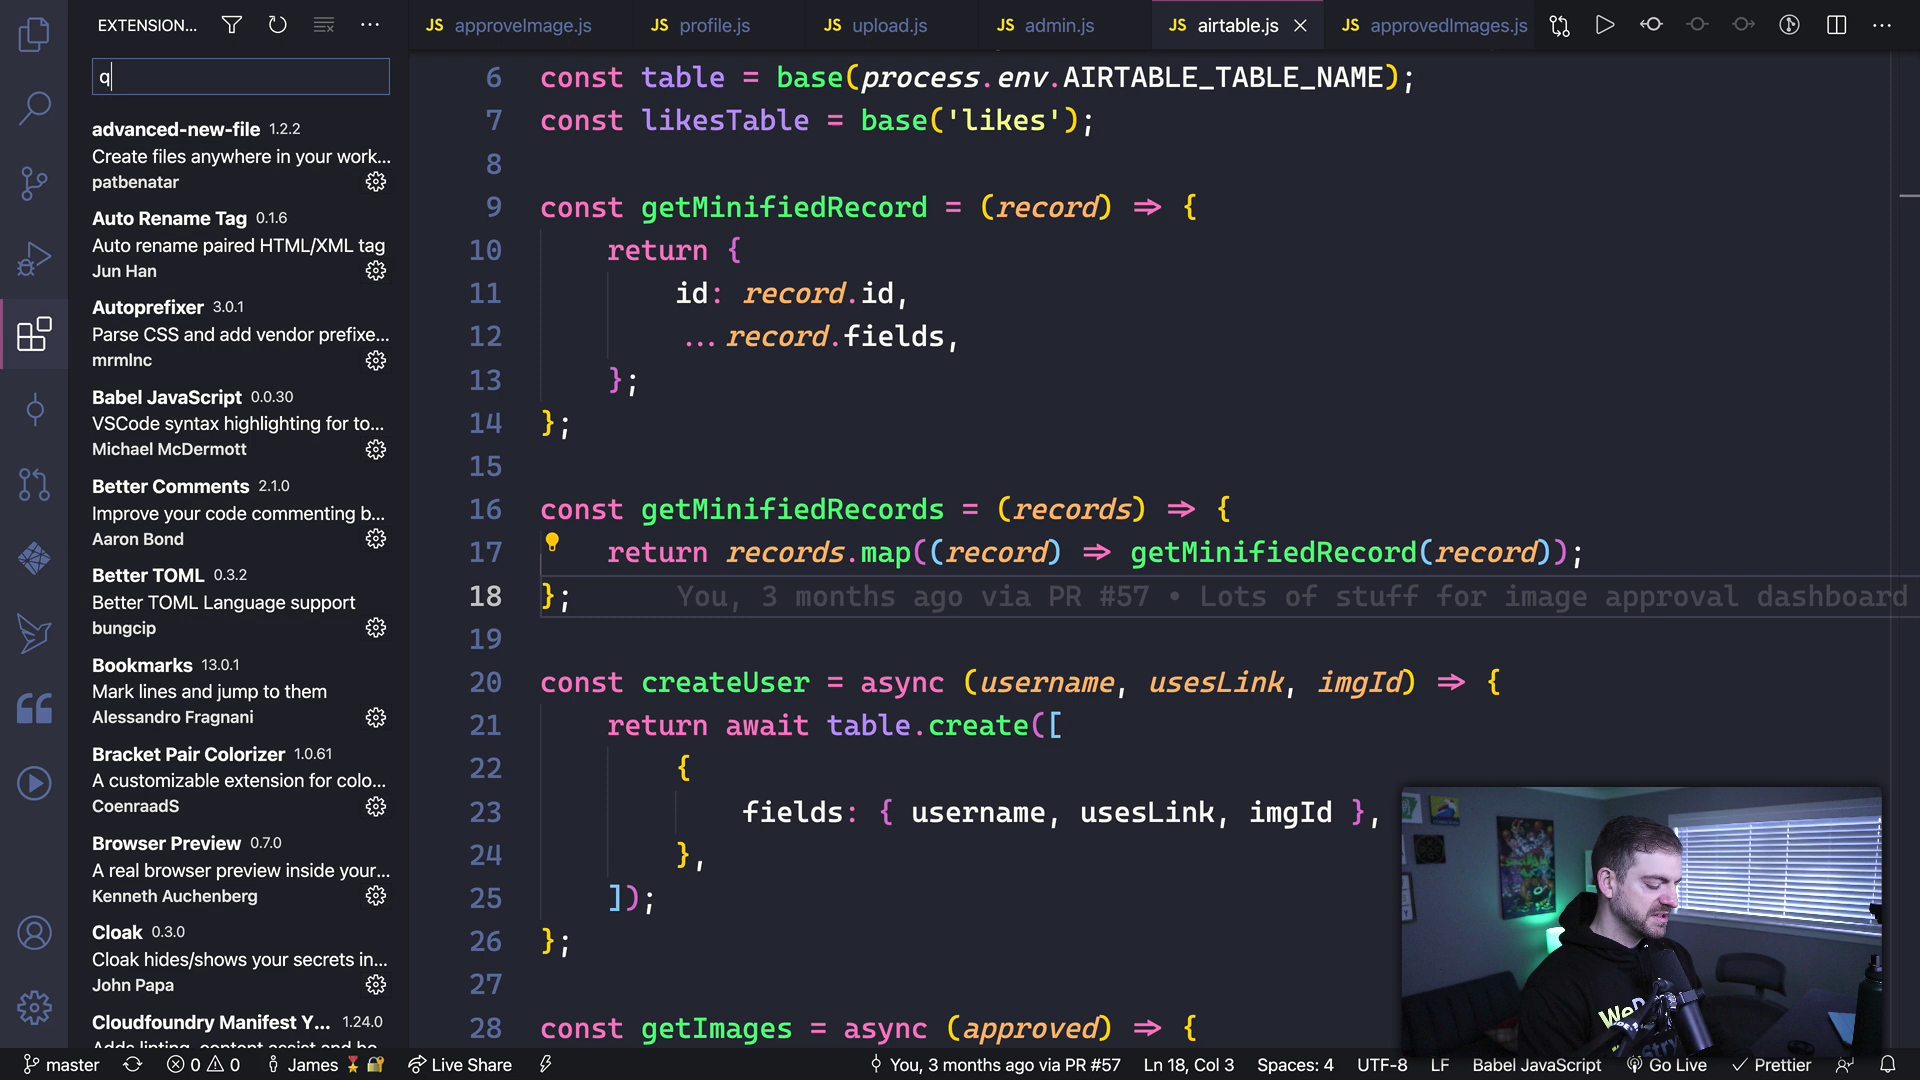 EXTENSION...
q
advanced-new-file 1.2.2
Create files anywhere in your work...
patbenatar
Auto Rename Tag 0.1.6
Auto rename paired HTML/XML tag
Jun Han
Autoprefixer 3.0.1
Parse CSS and add vendor prefixe...
mrmlnc
Babel JavaScript 0.0.30
VSCode syntax highlighting for to...
Michael McDermott
Better Comments 2.1.0
Improve your code commenting b...
Aaron Bond
Better TOML 0.3.2
Better TOML Language support
bungcip
Bookmarks 13.0.1
Mark lines and jump to them
Alessandro Fragnani
Bracket Pair Colorizer 1.0.61
A customizable extension for colo...
CoenraadS
Browser Preview 0.7.0
A real browser preview inside your...
Kenneth Auchenberg
Cloak 0.3.0
Cloak hides/shows your secrets in...
John Papa
Cloudfoundry Manifest Y... 1.24.0
Adds linting, content assist and ho...
JS approveImage.js JS profile.js JS upload.js JS admin.js JS airtable.js JS approvedImages.js
6 const table = base(process.env.AIRTABLE_TABLE_NAME);
7 const likesTable = base('likes');
8
9 const getMinifiedRecord = (record) => {
10 return {
11 id: record.id,
12 ...record.fields,
13 };
14 };
15
16 const getMinifiedRecords = (records) => {
17 return records.map((record) => getMinifiedRecord(record));
18 }; You, 3 months ago via PR #57 • Lots of stuff for image approval dashboard
19
20 const createUser = async (username, usesLink, imgId) => {
21 return await table.create([
22 {
23 fields: { username, usesLink, imgId },
24 },
25 ]);
26 };
27
28 const getImages = async (approved) => {
master 0 0 James Live Share You, 3 months ago via PR #57 Ln 18, Col 3 Spaces: 4 UTF-8 LF Babel JavaScript Go Live Prettier